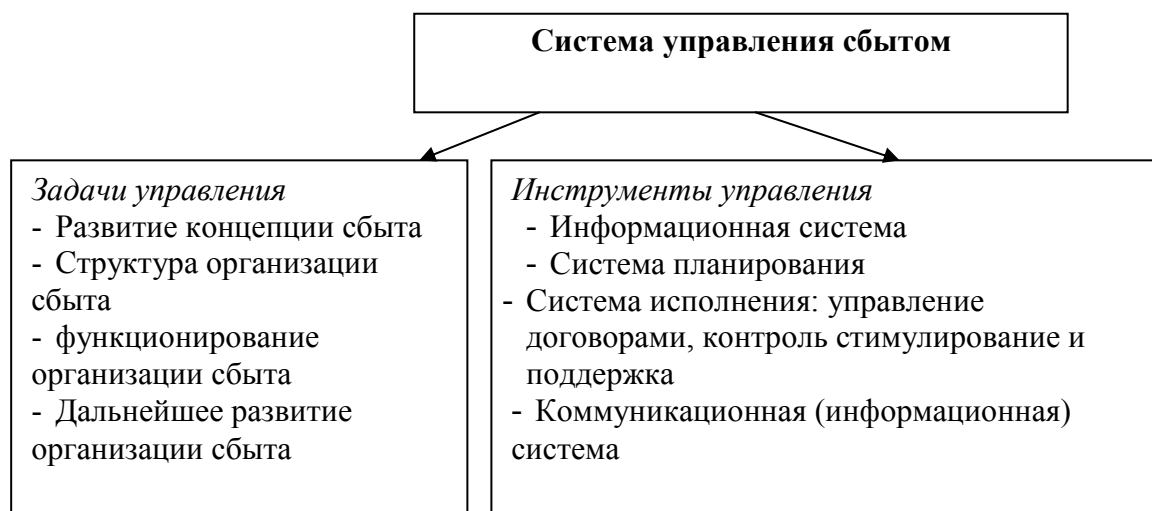 Система управления сбытом
Задачи управления
- Развитие концепции сбыта
- Структура организации
сбыта
- функционирование
организации сбыта
- Дальнейшее развитие
организации сбыта
Инструменты управления
- Информационная система
- Система планирования
- Система исполнения: управление
договорами, контроль стимулирование и
поддержка
- Коммуникационная (информационная)
система